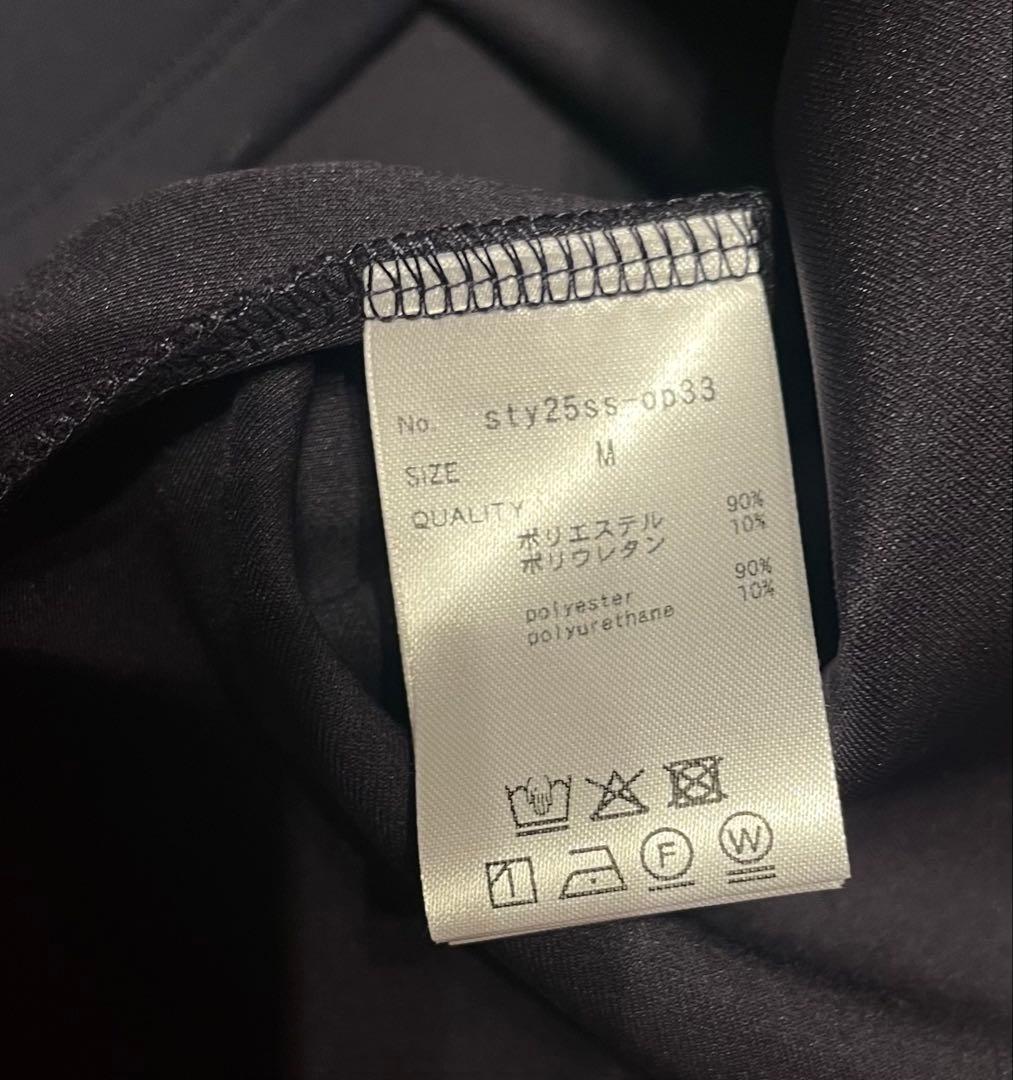 No. sty25ss-op33
SIZE M
QUALITY
ポリエステル 90%
ポリウレタン 10%
polyester 90%
polyurethane 10%
F W